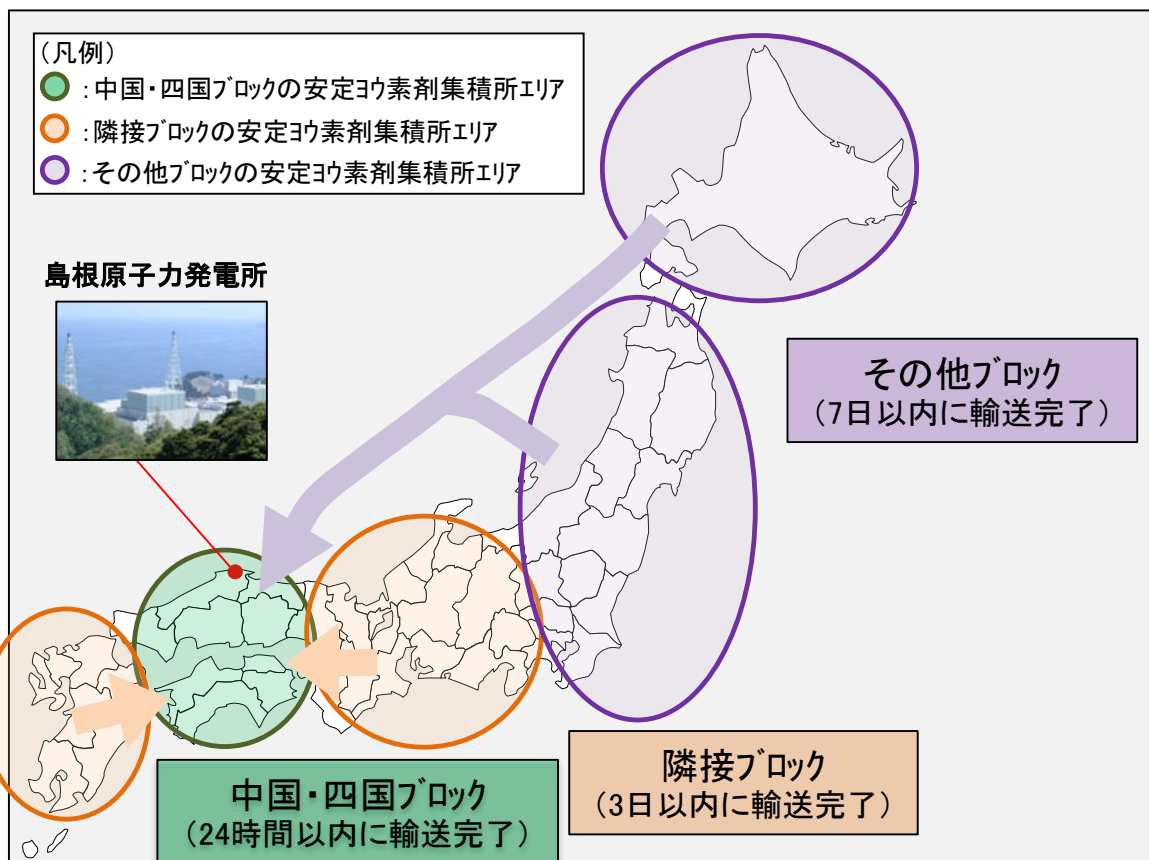 （凡例）
：中国・四国ブロックの安定ヨウ素剤集積所エリア
：隣接ブロックの安定ヨウ素剤集積所エリア
：その他ブロックの安定ヨウ素剤集積所エリア
島根原子力発電所
その他ブロック
（7日以内に輸送完了）
隣接ブロック
（3日以内に輸送完了）
中国・四国ブロック
（24時間以内に輸送完了）